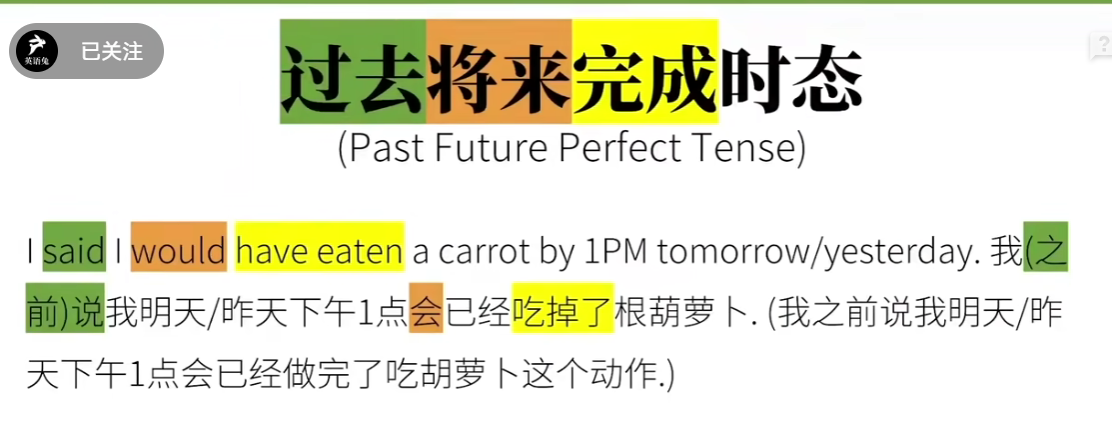 已关注
英语兔
过去将来完成时态
(Past Future Perfect Tense)
I said I would have eaten a carrot by 1PM tomorrow/yesterday. 我(之
前)说我明天/昨天下午1点会已经吃掉了根葫萝卜. (我之前说我明天/昨
天下午1点会已经做完了吃胡萝卜这个动作.)
?